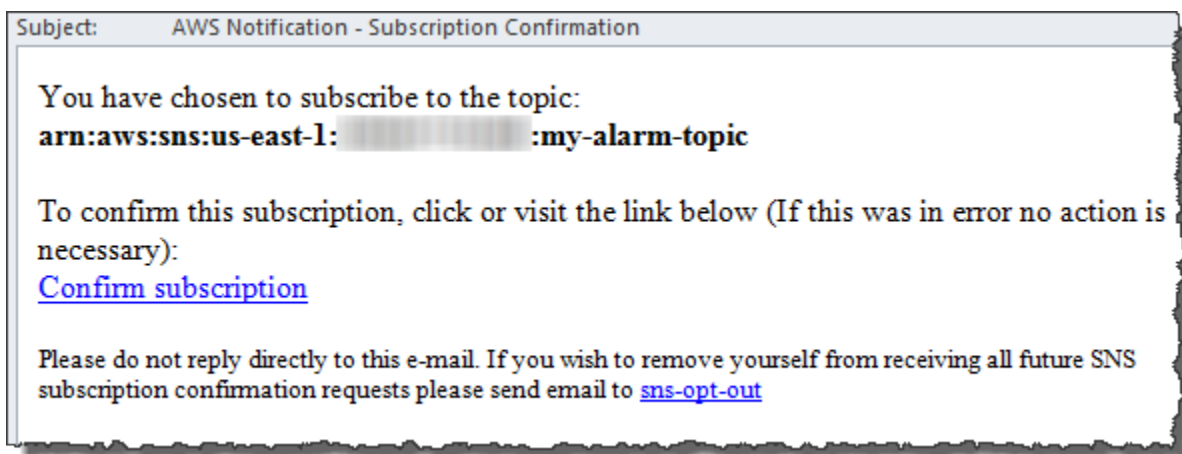 Subject: AWS Notification - Subscription Confirmation
You have chosen to subscribe to the topic:
arn:aws:sns:us-east-1: :my-alarm-topic
To confirm this subscription, click or visit the link below (If this was in error no action is
necessary):
Confirm subscription
Please do not reply directly to this e-mail. If you wish to remove yourself from receiving all future SNS
subscription confirmation requests please send email to sns-opt-out